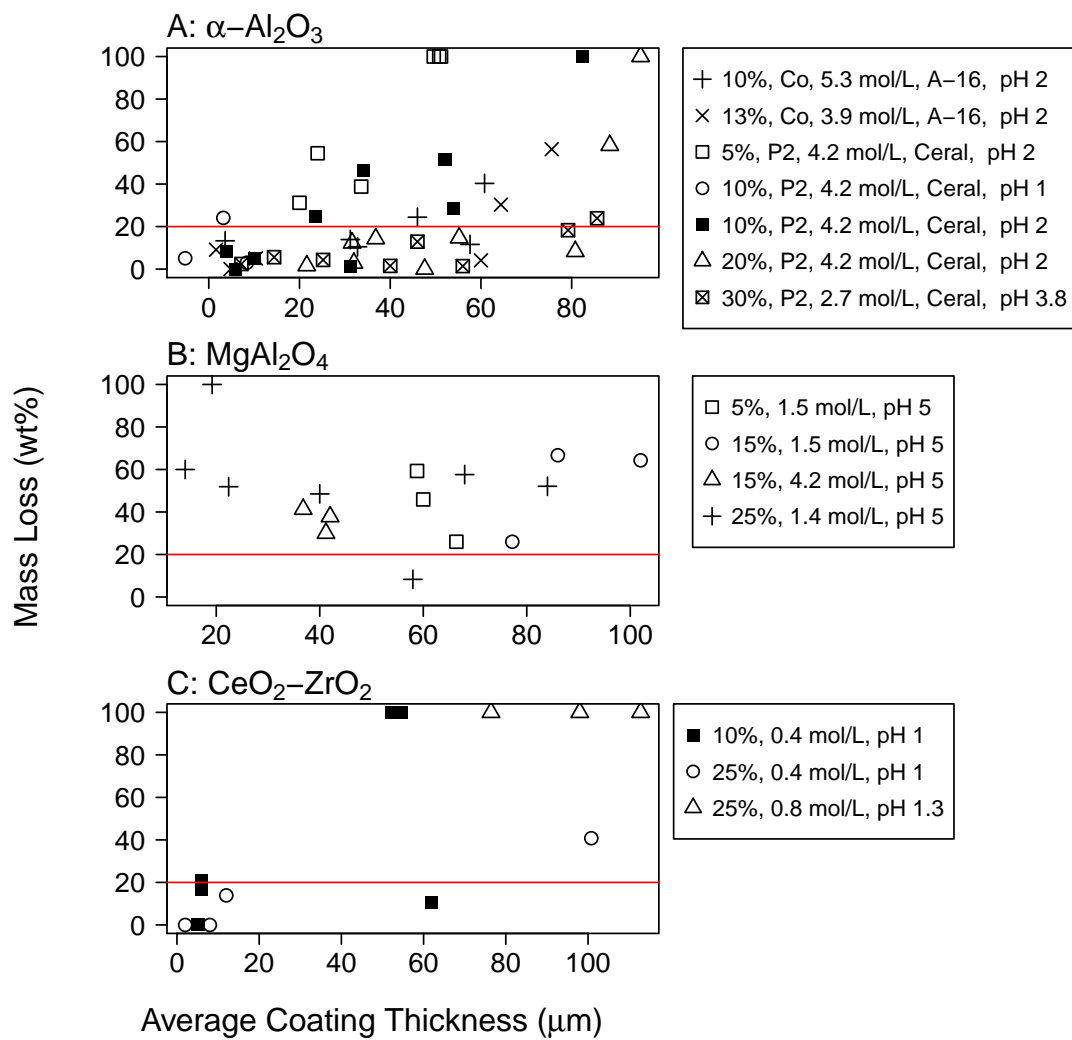 A: α−Al₂O₃
100
80
60
40
20
0
0 20 40 60 80
10%, Co, 5.3 mol/L, A−16, pH 2
13%, Co, 3.9 mol/L, A−16, pH 2
5%, P2, 4.2 mol/L, Ceral, pH 2
10%, P2, 4.2 mol/L, Ceral, pH 1
10%, P2, 4.2 mol/L, Ceral, pH 2
20%, P2, 4.2 mol/L, Ceral, pH 2
30%, P2, 2.7 mol/L, Ceral, pH 3.8
B: MgAl₂O₄
100
80
60
40
20
0
20 40 60 80 100
5%, 1.5 mol/L, pH 5
15%, 1.5 mol/L, pH 5
15%, 4.2 mol/L, pH 5
25%, 1.4 mol/L, pH 5
Mass Loss (wt%)
C: CeO₂−ZrO₂
100
80
60
40
20
0
0 20 40 60 80 100
10%, 0.4 mol/L, pH 1
25%, 0.4 mol/L, pH 1
25%, 0.8 mol/L, pH 1.3
Average Coating Thickness (μm)